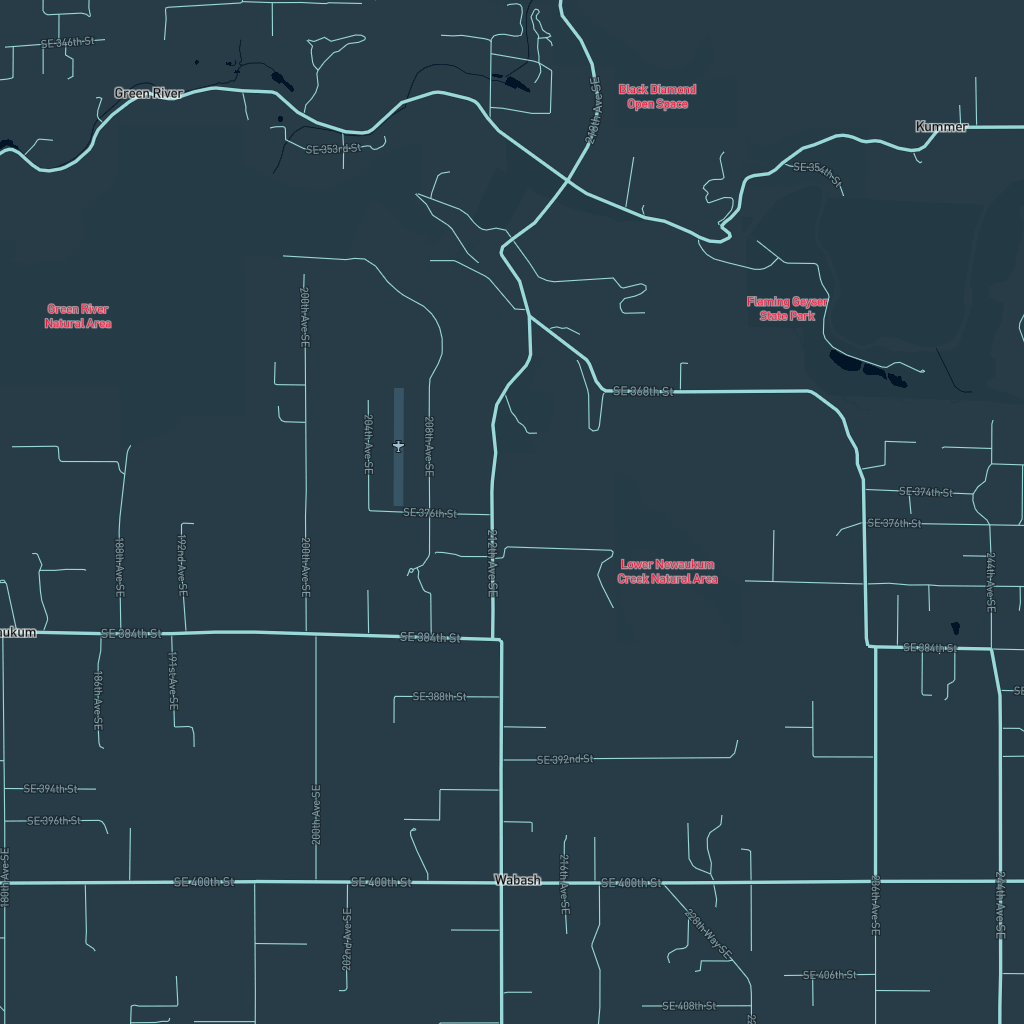 SE 346th St
Green River
218th Ave SE
Black Diamond
Open Space
Kummer
SE 353rd St
SE 354th St
200th Ave SE
Green River
Natural Area
Flaming Geyser
State Park
SE 368th St
204th Ave SE
208th Ave SE
SE 374th St
SE 376th St
SE 376th St
188th Ave SE
192nd Ave SE
200th Ave SE
212th Ave SE
Lower Newaukum
Creek Natural Area
244th Ave SE
aukum
SE 384th St
SE 384th St
SE 384th St
186th Ave SE
191st Ave SE
SE 388th St
SE
SE 392nd St
SE 394th St
200th Ave SE
SE 396th St
180th Ave SE
216th Ave SE
SE 400th St
SE 400th St
Wabash
SE 400th St
236th Ave SE
244th Ave SE
202nd Ave SE
228th Way SE
SE 406th St
SE 408th St